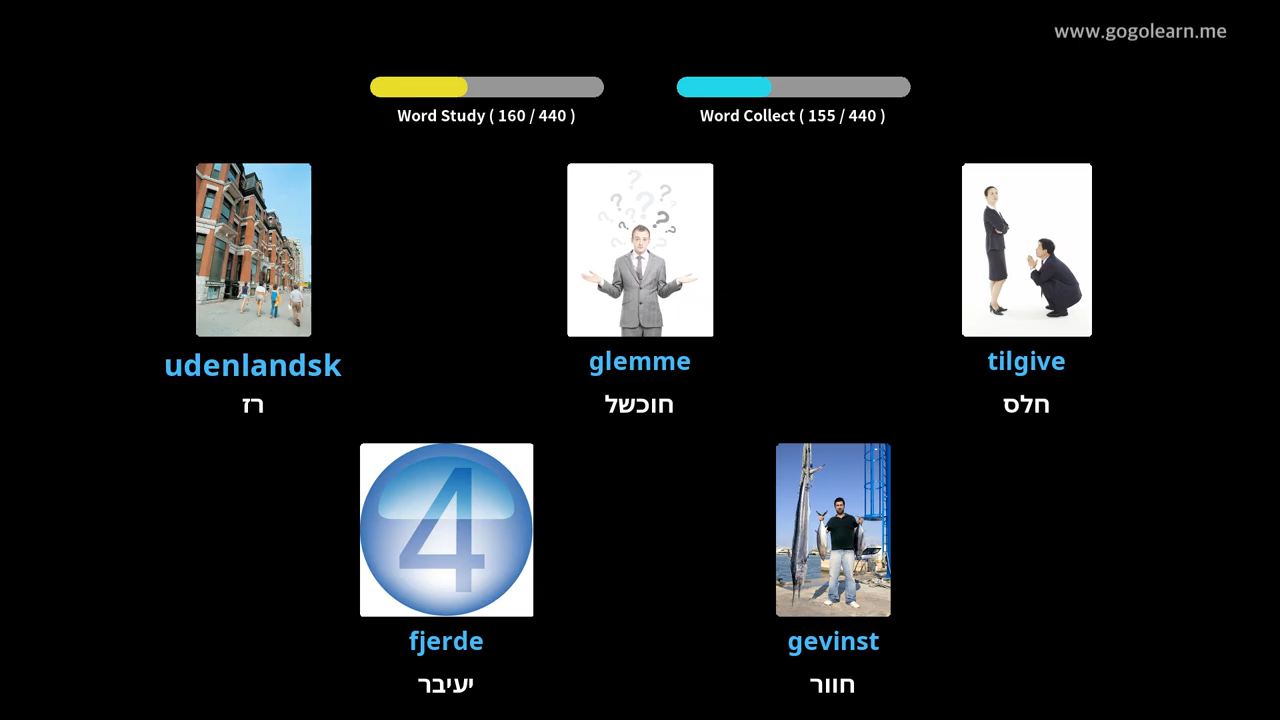 www.gogolearn.me
Word Study ( 160 / 440 )
Word Collect ( 155 / 440 )
udenlandsk
רז
glemme
חוכשל
tilgive
חלס
fjerde
יעיבר
gevinst
חוור